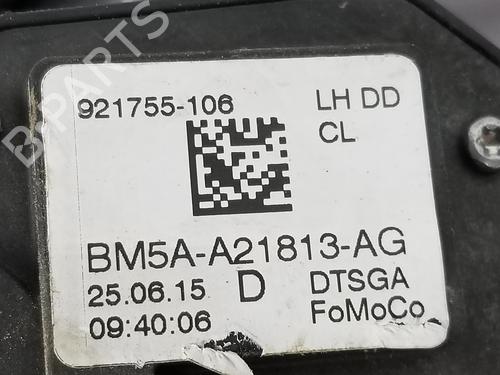 B-PARTS
921755-106 LH DD
CL
BM5A-A21813-AG
25.06.15 D DTSGA
09:40:06 FoMoCo